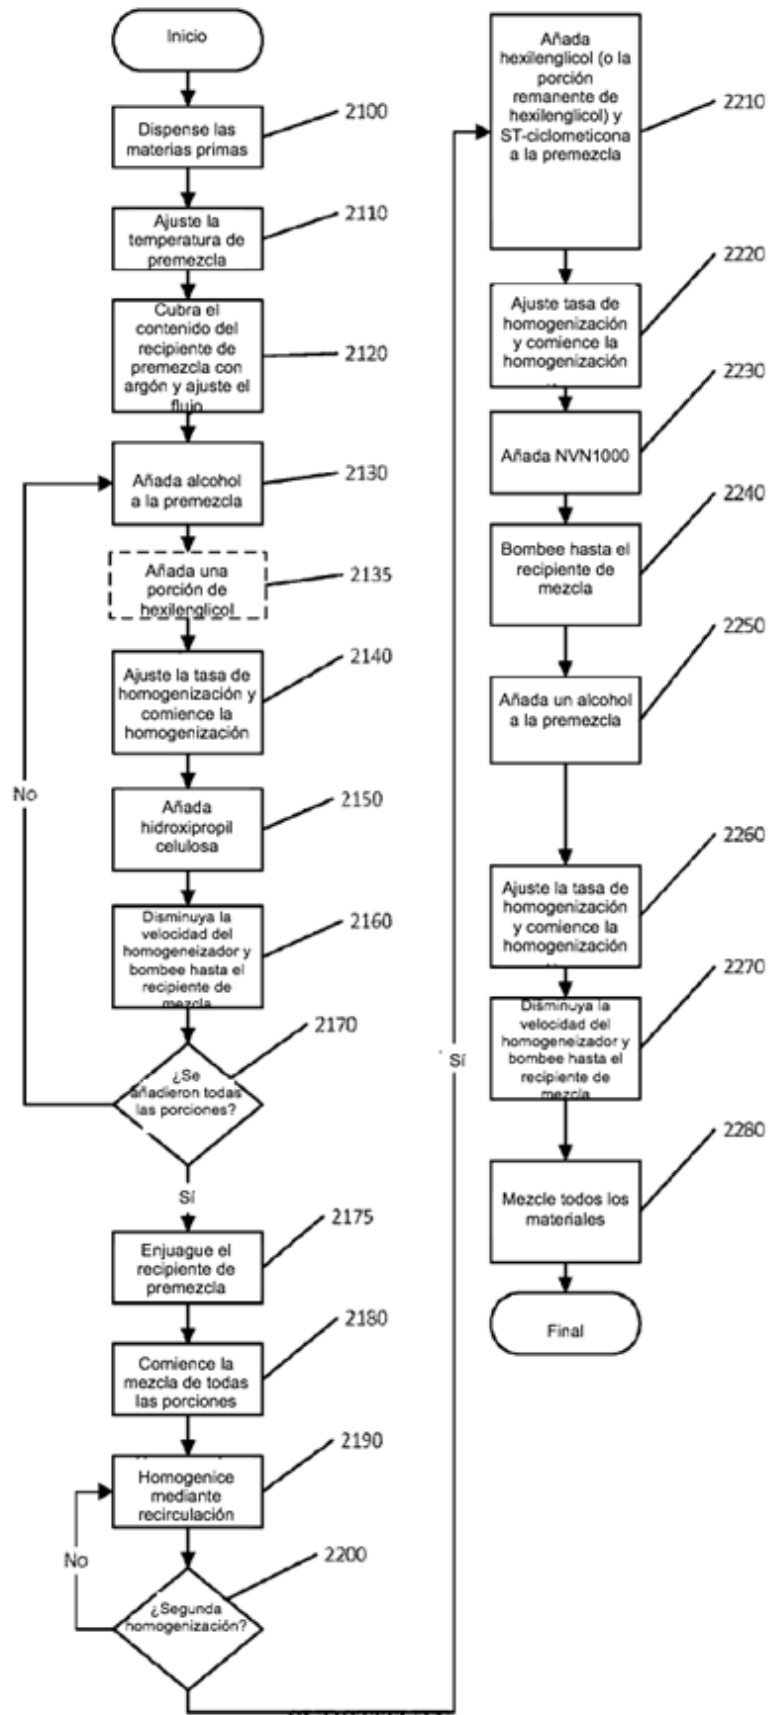 Inicio
2100
Dispense las
materias primas
2110
Ajuste la
temperatura de
premezcla
2120
Cubra el
contenido del
recipiente de
premezcla con
argón y ajuste el
flujo
2130
Añada alcohol
a la premezcla
2135
Añada una
porción de
hexilenglicol
2140
Ajuste la tasa de
homogenización y
comience la
homogenización
No
2150
Añada
hidroxipropil
celulosa
2160
Disminuya la
velocidad del
homogeneizador y
bombee hasta el
recipiente de
mezcla
2170
¿Se
añadieron todas
las porciones?
Sí
2175
Enjuague el
recipiente de
premezcla
2180
Comience la
mezcla de todas
las porciones
2190
Homogenice
mediante
recirculación
No
2200
¿Segunda
homogenización?
Sí
Añada
hexilenglicol (o la
porción
remanente de
hexilenglicol) y
ST-ciclometicona
a la premezcla
2210
2220
Ajuste tasa de
homogenización
y comience la
homogenización
2230
Añada NVN1000
2240
Bombee hasta el
recipiente de
mezcla
2250
Añada un alcohol
a la premezcla
2260
Ajuste la tasa de
homogenización
y comience la
homogenización
2270
Disminuya la
velocidad del
homogeneizador y
bombee hasta el
recipiente de
mezcla
2280
Mezcle todos los
materiales
Final